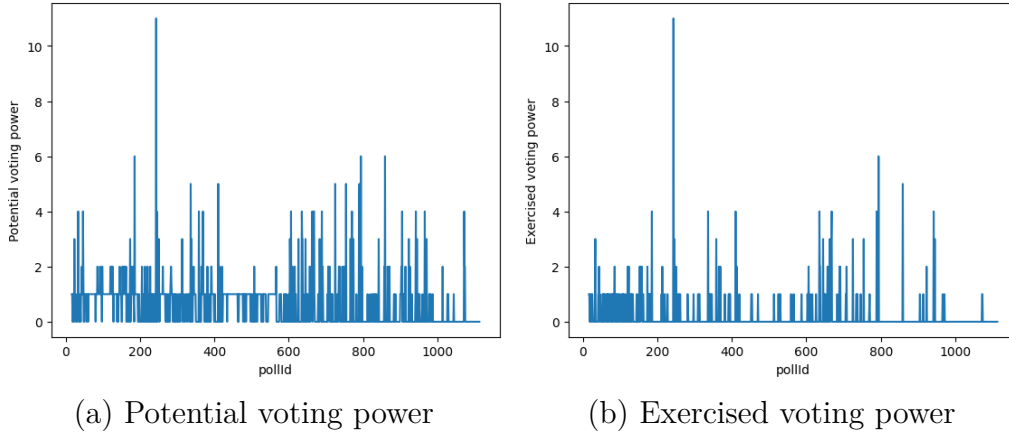 Potential voting power
10
8
6
4
2
0
0 200 400 600 800 1000
pollId
(a) Potential voting power
Exercised voting power
10
8
6
4
2
0
0 200 400 600 800 1000
pollId
(b) Exercised voting power